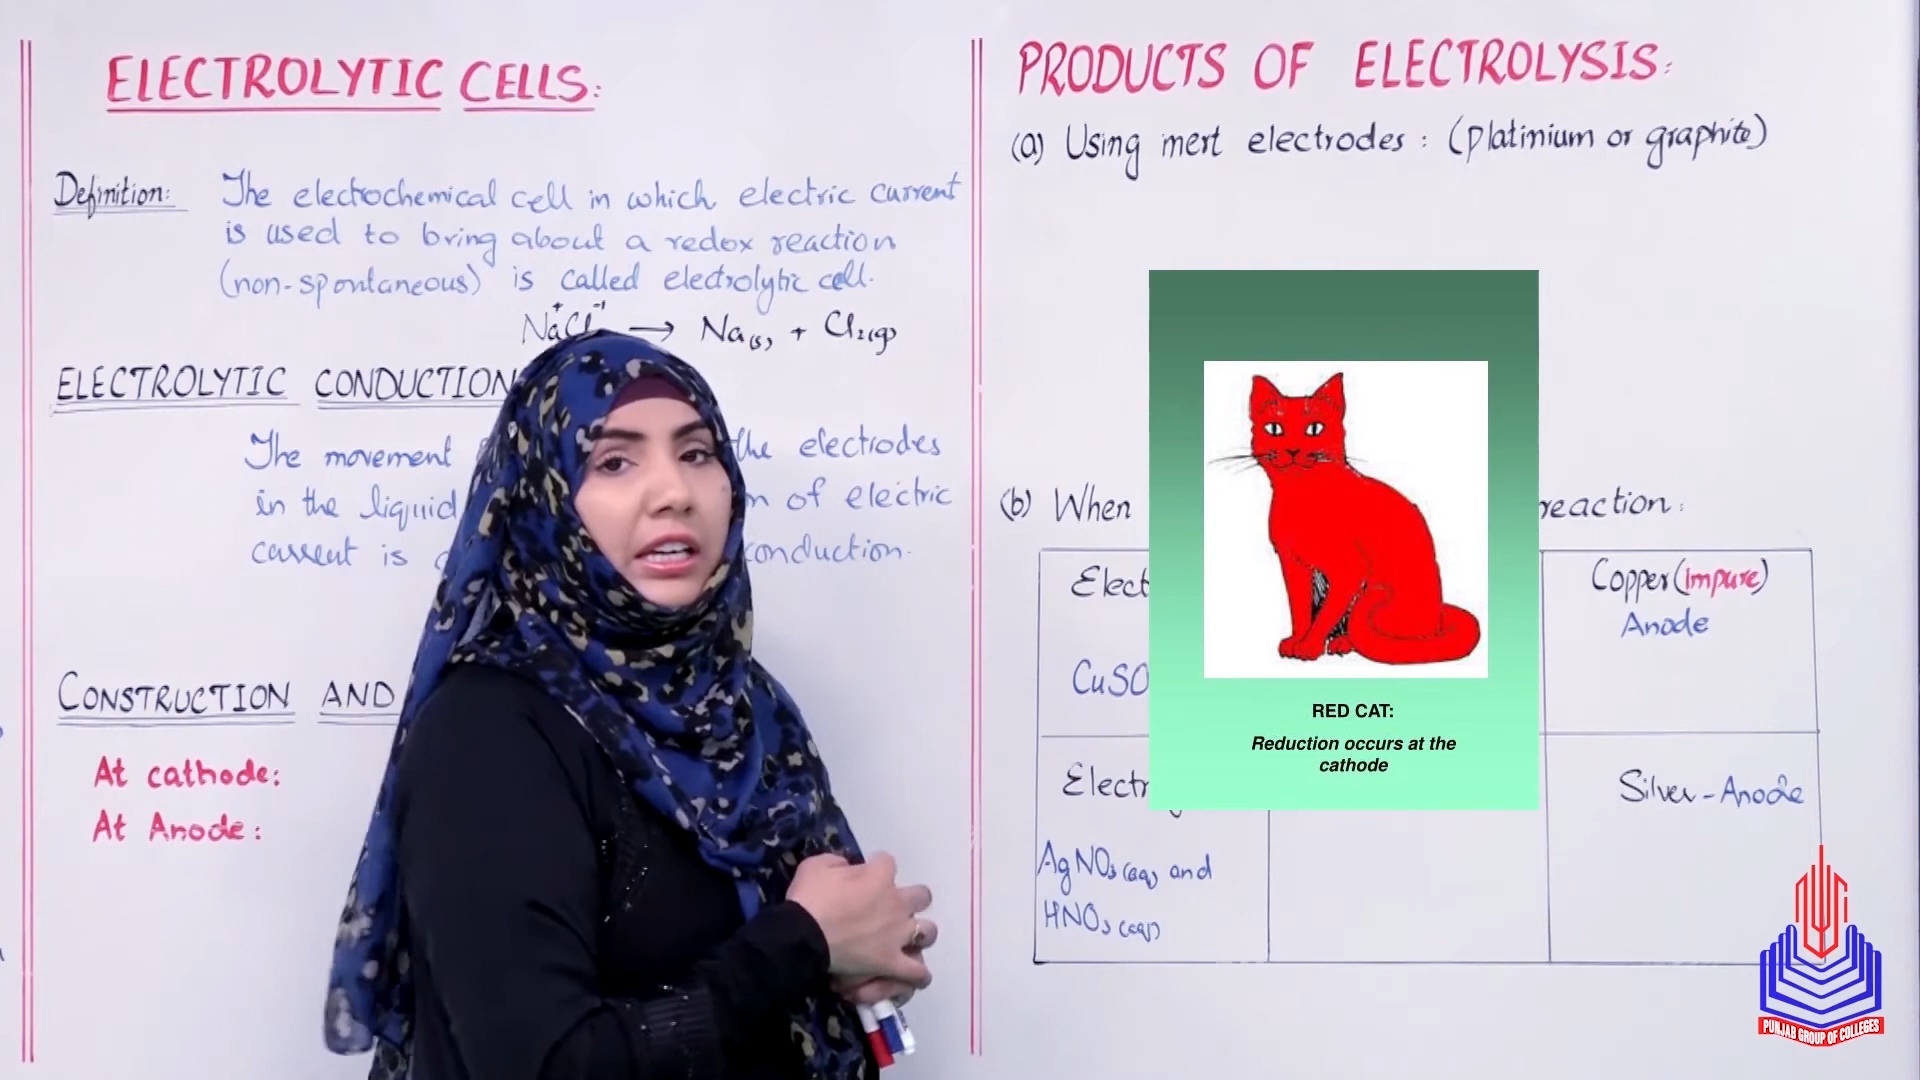 ELECTROLYTIC CELLS:
Definition: The electrochemical cell in which electric current
is used to bring about a redox reaction
(non-spontaneous) is called electrolytic cell.
Na⁺Cl⁻¹ → Na(s) + Cl₂(g)
ELECTROLYTIC CONDUCTION
The movement the electrodes
in the liquid of electric
current is conduction.
CONSTRUCTION AND
At cathode:
At Anode:
PRODUCTS OF ELECTROLYSIS:
(a) Using inert electrodes: (platinium or graphite)
(b) When reaction:
Elect
CuSO
Copper (Impure)
Anode
Electr
AgNO₃(aq) and
HNO₃(aq)
Silver-Anode
RED CAT:
Reduction occurs at the
cathode
PUNJAB GROUP OF COLLEGES